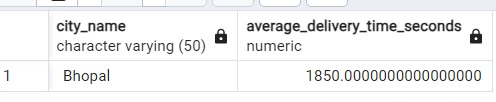 city_name average_delivery_time_seconds
character varying (50) numeric
1 Bhopal 1850.0000000000000000